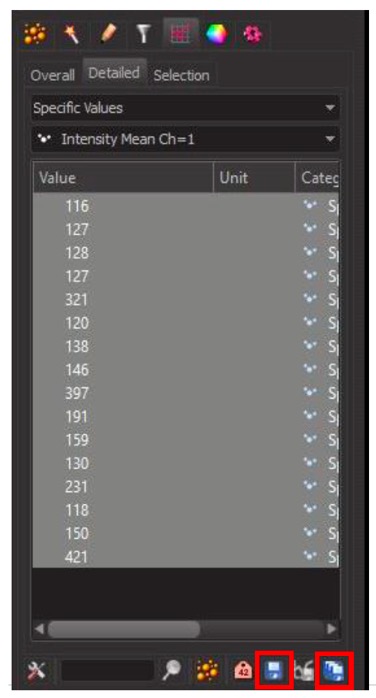 Overall Detailed Selection
Specific Values
Intensity Mean Ch=1
Value Unit Categ
116 S
127 S
128 S
127 S
321 S
120 S
138 S
146 S
397 S
191 S
159 S
130 S
231 S
118 S
150 S
421 S
42